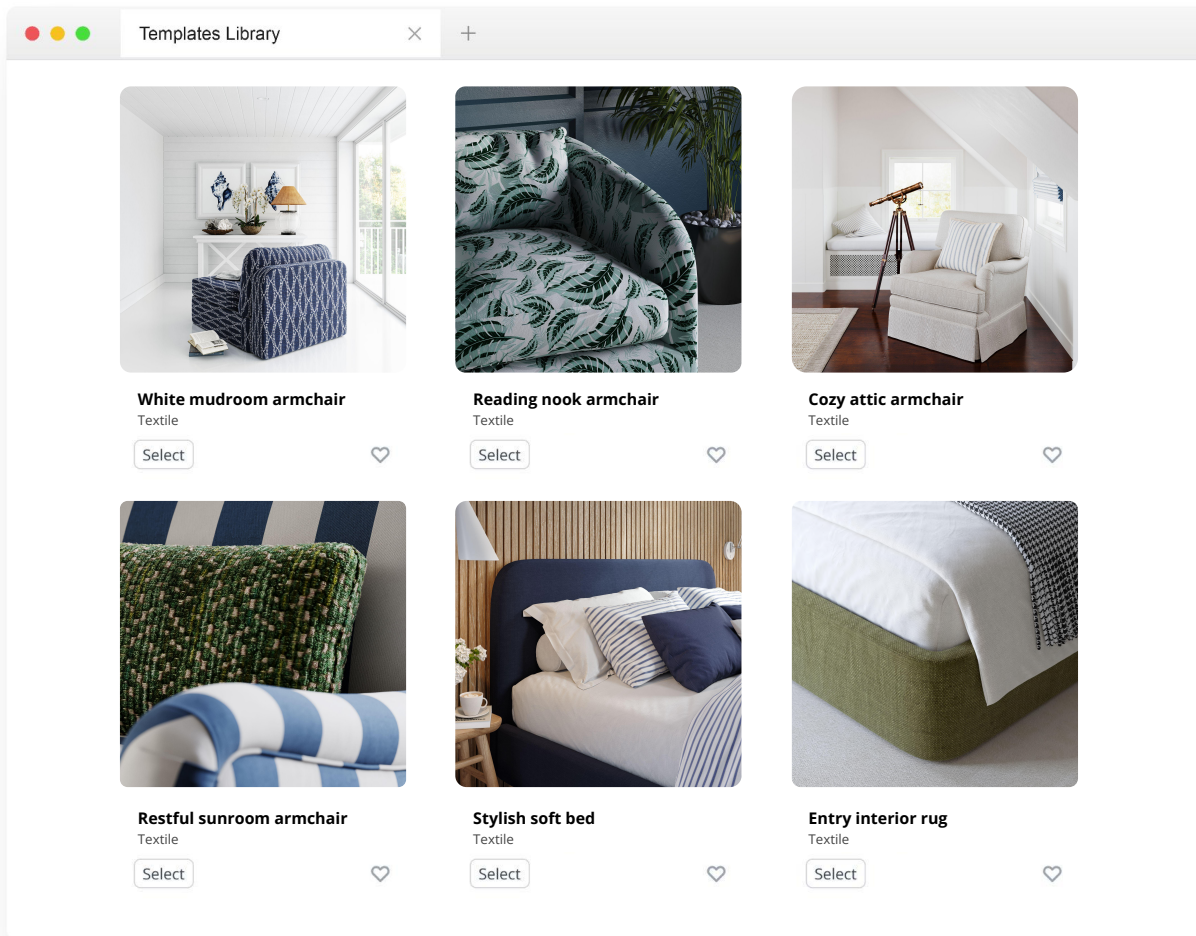 Templates Library
White mudroom armchair
Textile
Select
Reading nook armchair
Textile
Select
Cozy attic armchair
Textile
Select
Restful sunroom armchair
Textile
Select
Stylish soft bed
Textile
Select
Entry interior rug
Textile
Select